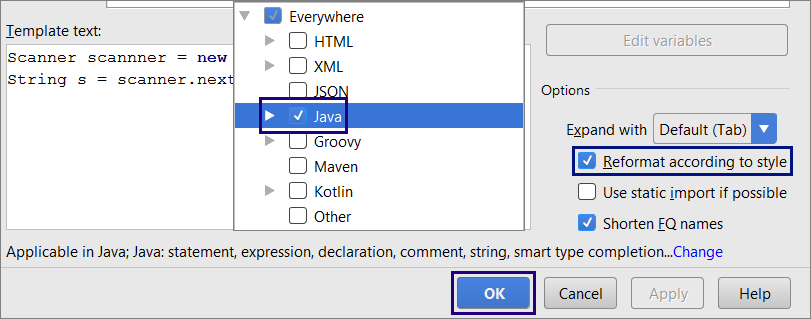 Everywhere
Template text:
HTML
Edit variables
Scanner scannner = new
XML
String s = scanner.next
JSON
Options
Java
Expand with Default (Tab)
Groovy
Reformat according to style
Maven
Use static import if possible
Kotlin
Other
Shorten FQ names
Applicable in Java; Java: statement, expression, declaration, comment, string, smart type completion...Change
OK Cancel Apply Help